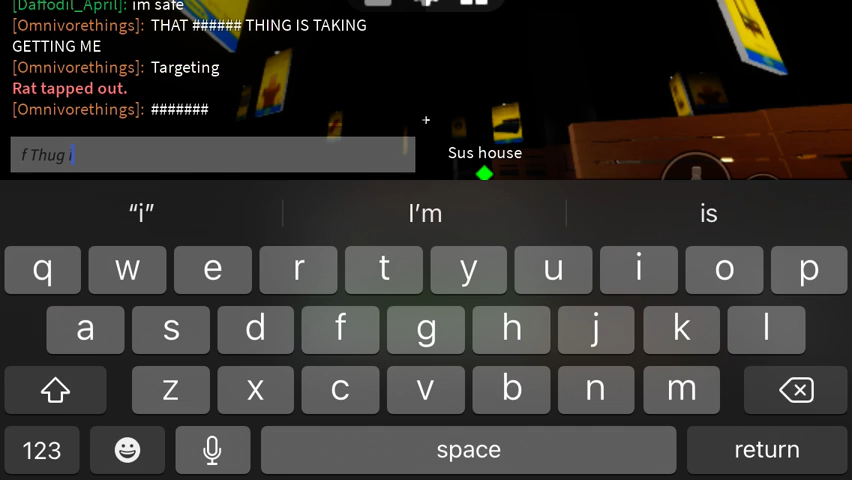 [Daffodil_April]: im safe
[Omnivorethings]: THAT ###### THING IS TAKING
GETTING ME
[Omnivorethings]: Targeting
Rat tapped out.
[Omnivorethings]: #######
f Thug i
Sus house
“i” I’m is
q w e r t y u i o p
a s d f g h j k l
z x c v b n m
123 space return